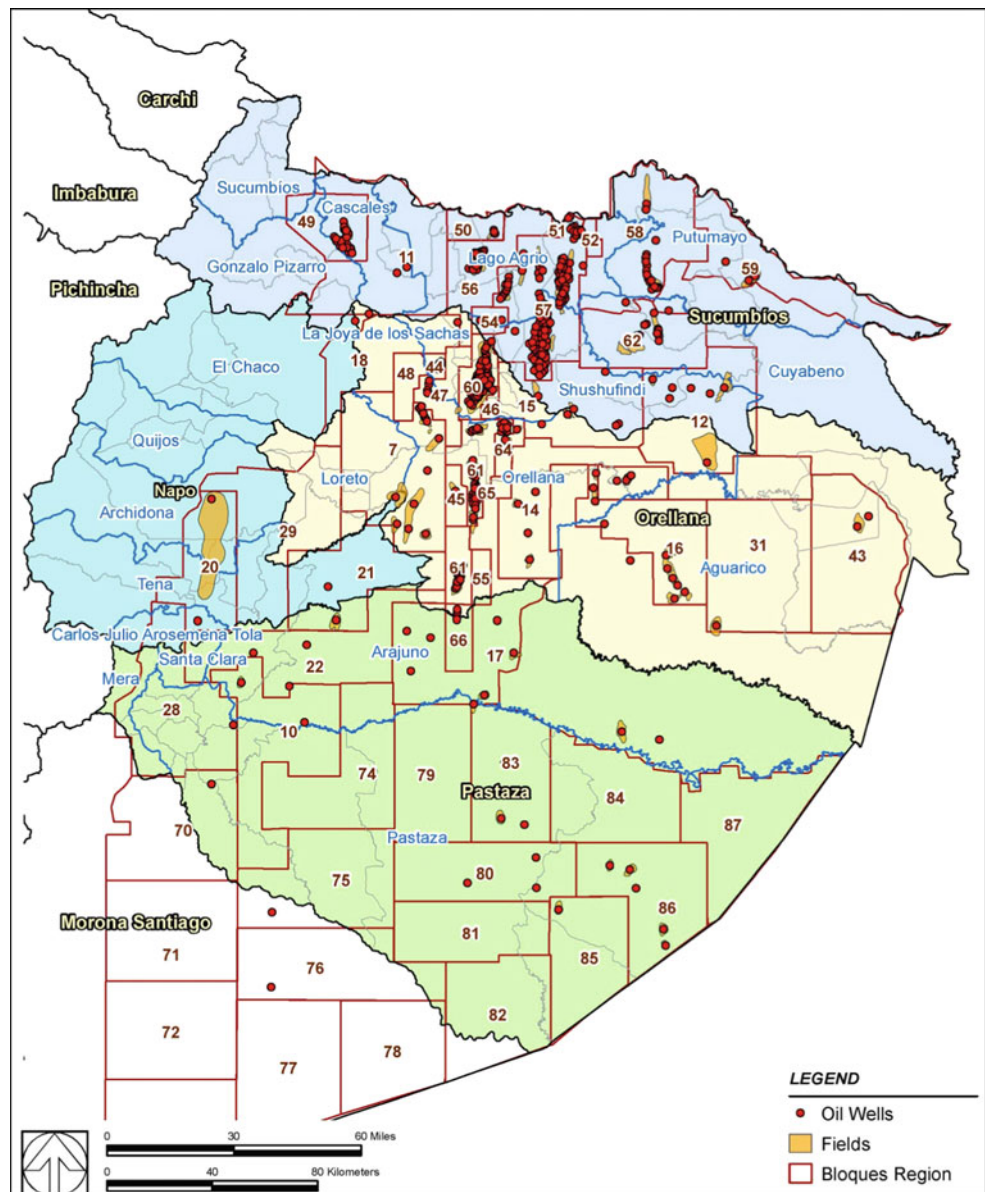 Carchi
Imbabura
Sucumbíos
Cascales
49
50
51
52
58
Putumayo
11
Lago Agrio
59
Gonzalo Pizarro
56
Pichincha
57
54
Sucumbíos
La Joya de los Sachas
62
18
El Chaco
44
48
60
Shushufindi
Cuyabeno
47
46
15
12
Quijos
7
64
Loreto
61
Orellana
Napo
45
65
Archidona
14
Orellana
29
16
31
43
20
21
61
55
Aguarico
Tena
Carlos Julio Arosemena Tola
66
Santa Clara
22
Arajuno
17
Mera
28
10
74
79
83
Pastaza
84
87
70
Pastaza
75
80
86
Morona Santiago
81
71
85
76
82
72
77
78
LEGEND
0 30 60 Miles
Oil Wells
Fields
0 40 80 Kilometers
Bloques Region